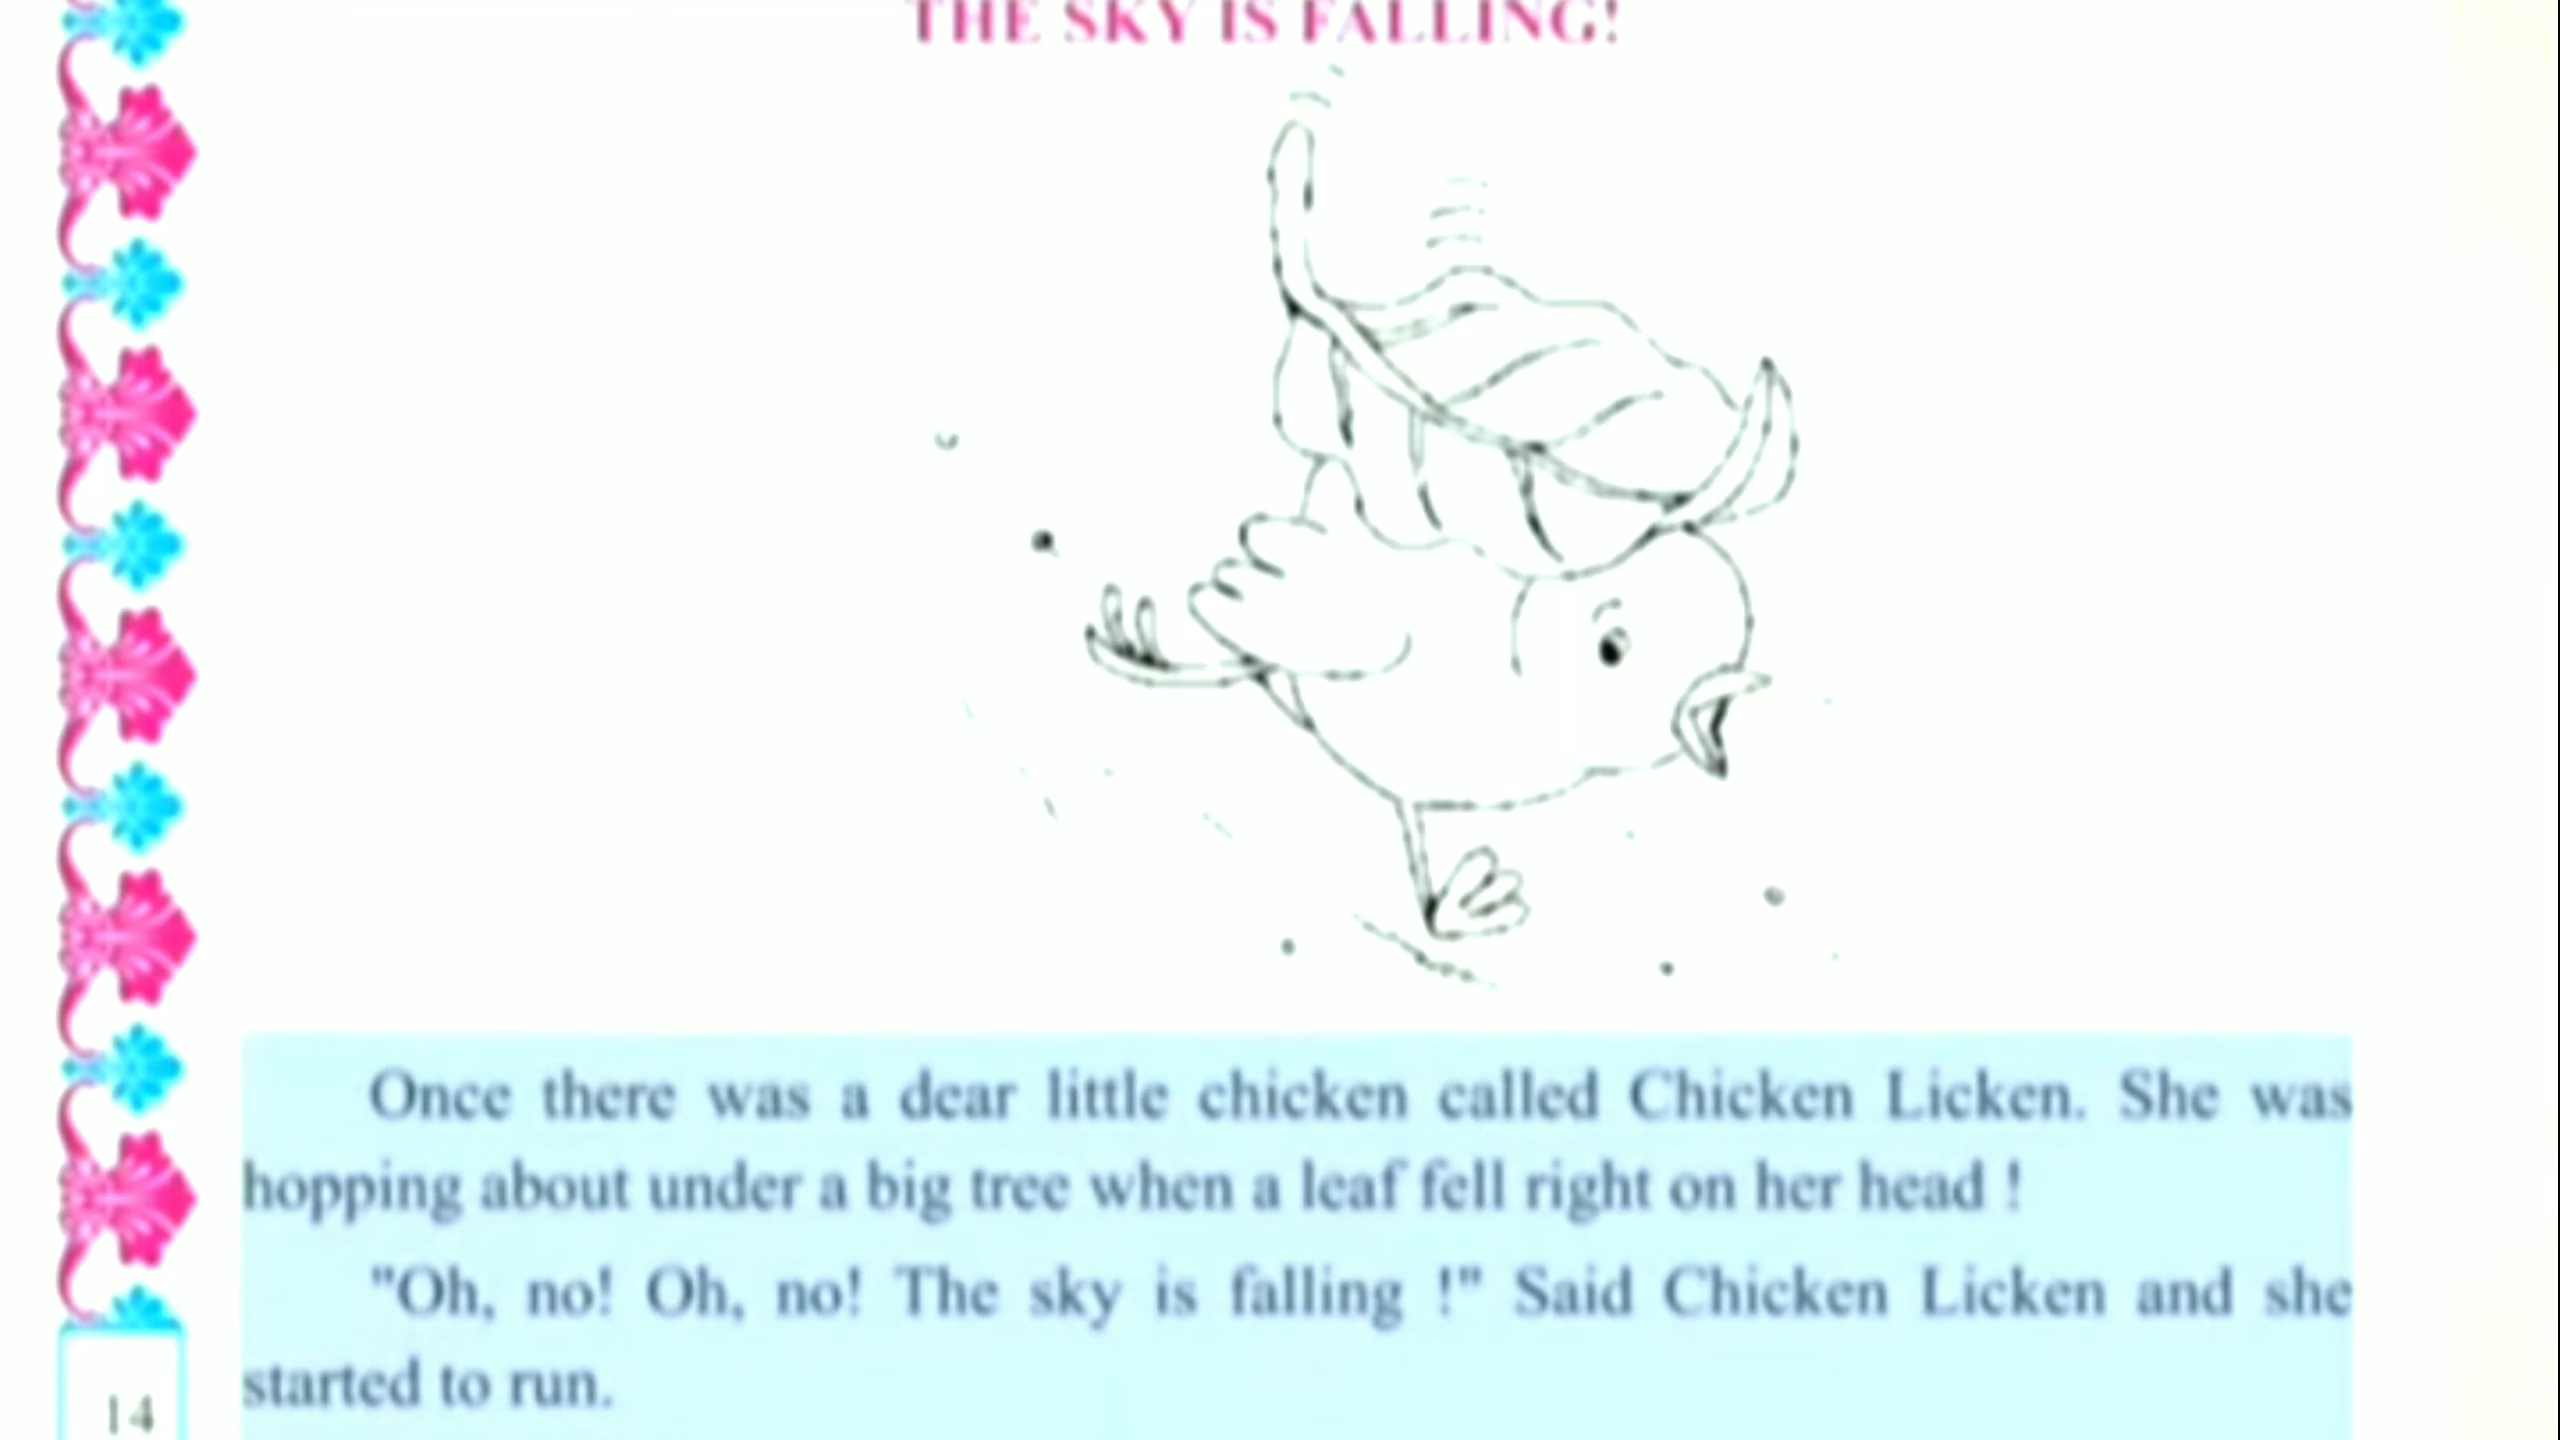 THE SKY IS FALLING!
Once there was a dear little chicken called Chicken Licken. She was
hopping about under a big tree when a leaf fell right on her head !
"Oh, no! Oh, no! The sky is falling !" Said Chicken Licken and she
started to run.
14